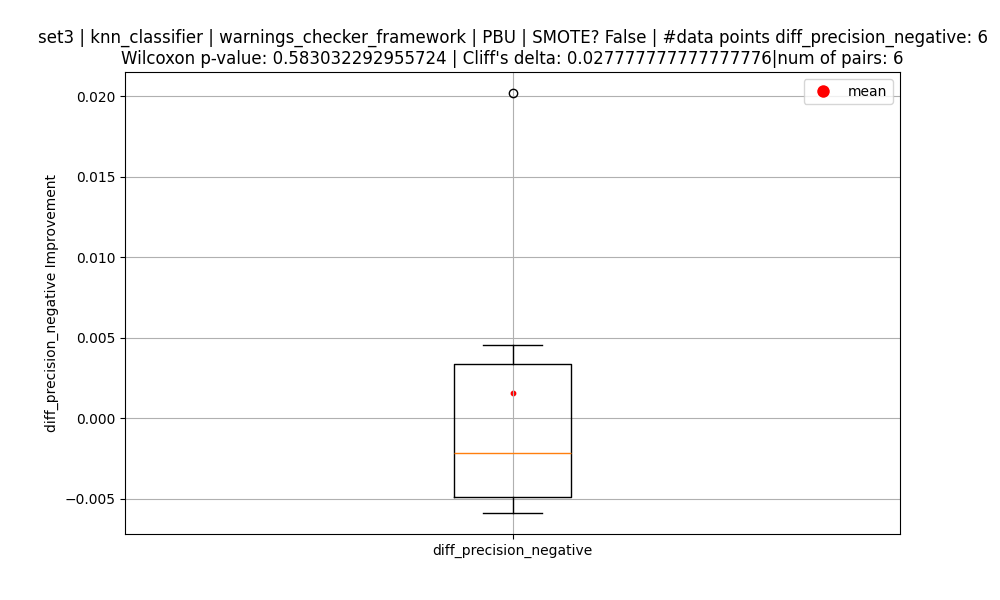 set3 | knn_classifier | warnings_checker_framework | PBU | SMOTE? False | #data points diff_precision_negative: 6
Wilcoxon p-value: 0.583032292955724 | Cliff's delta: 0.027777777777777776|num of pairs: 6
mean
0.020
0.015
0.010
0.005
0.000
−0.005
diff_precision_negative Improvement
diff_precision_negative